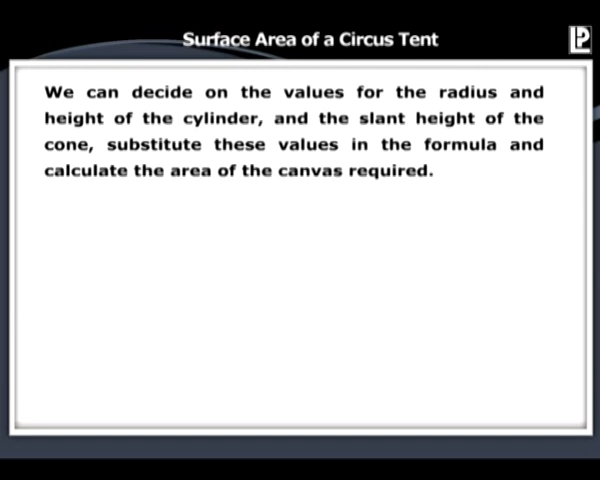 Surface Area of a Circus Tent
LP
We can decide on the values for the radius and
height of the cylinder, and the slant height of the
cone, substitute these values in the formula and
calculate the area of the canvas required.